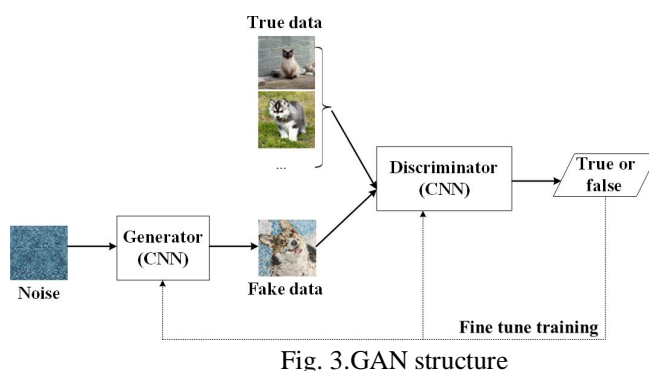 True data
...
Discriminator
(CNN)
True or
false
Generator
(CNN)
Noise
Fake data
Fine tune training
Fig. 3.GAN structure